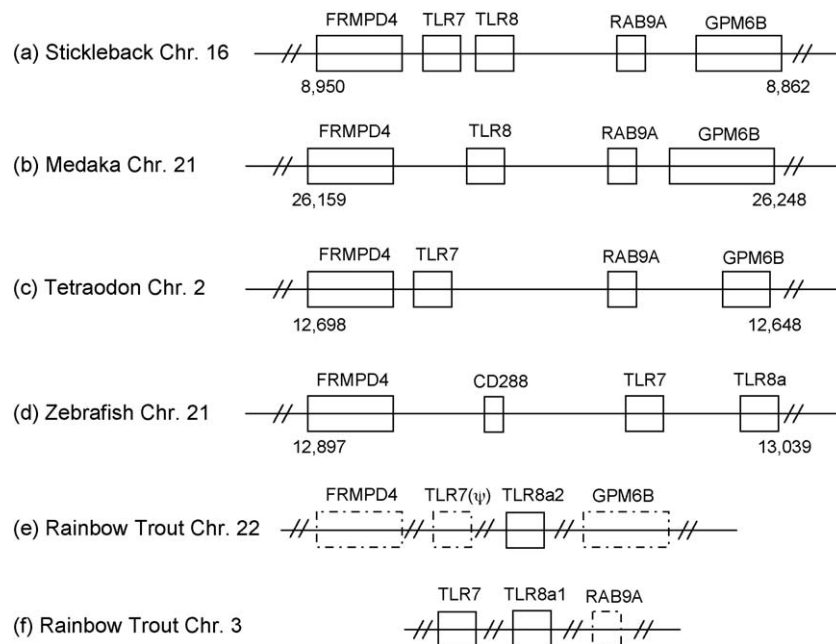 FRMPD4 TLR7 TLR8 RAB9A GPM6B
(a) Stickleback Chr. 16
8,950 8,862
FRMPD4 TLR8 RAB9A GPM6B
(b) Medaka Chr. 21
26,159 26,248
FRMPD4 TLR7 RAB9A GPM6B
(c) Tetraodon Chr. 2
12,698 12,648
FRMPD4 CD288 TLR7 TLR8a
(d) Zebrafish Chr. 21
12,897 13,039
FRMPD4 TLR7(ψ) TLR8a2 GPM6B
(e) Rainbow Trout Chr. 22
TLR7 TLR8a1 RAB9A
(f) Rainbow Trout Chr. 3